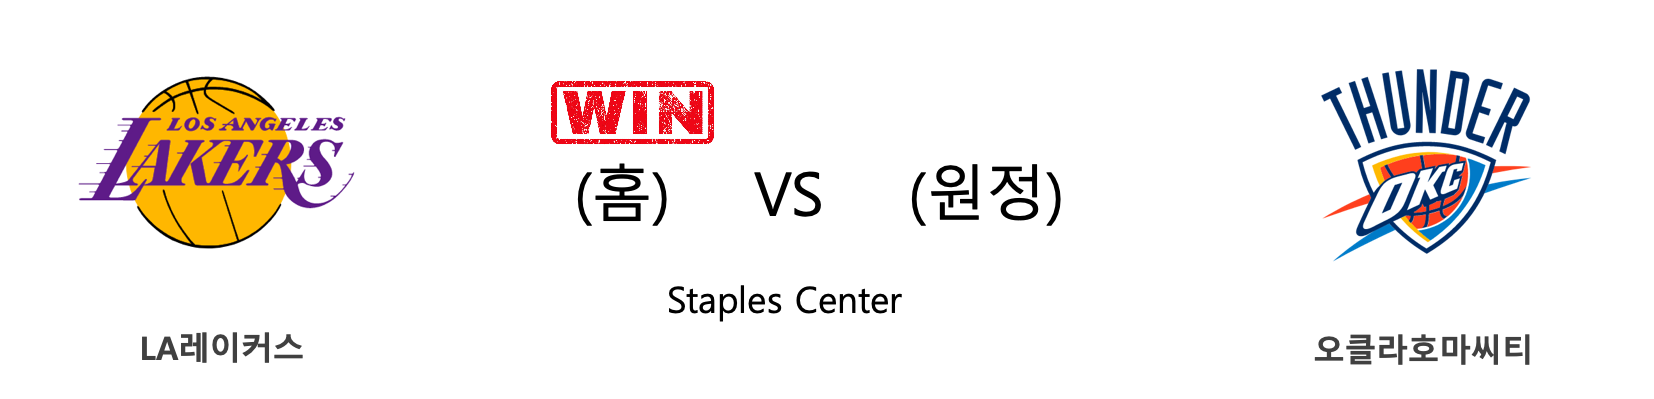 LOS ANGELES
LAKERS
WIN
(홈) VS (원정)
Staples Center
LA레이커스
THUNDER
OKC
오클라호마씨티